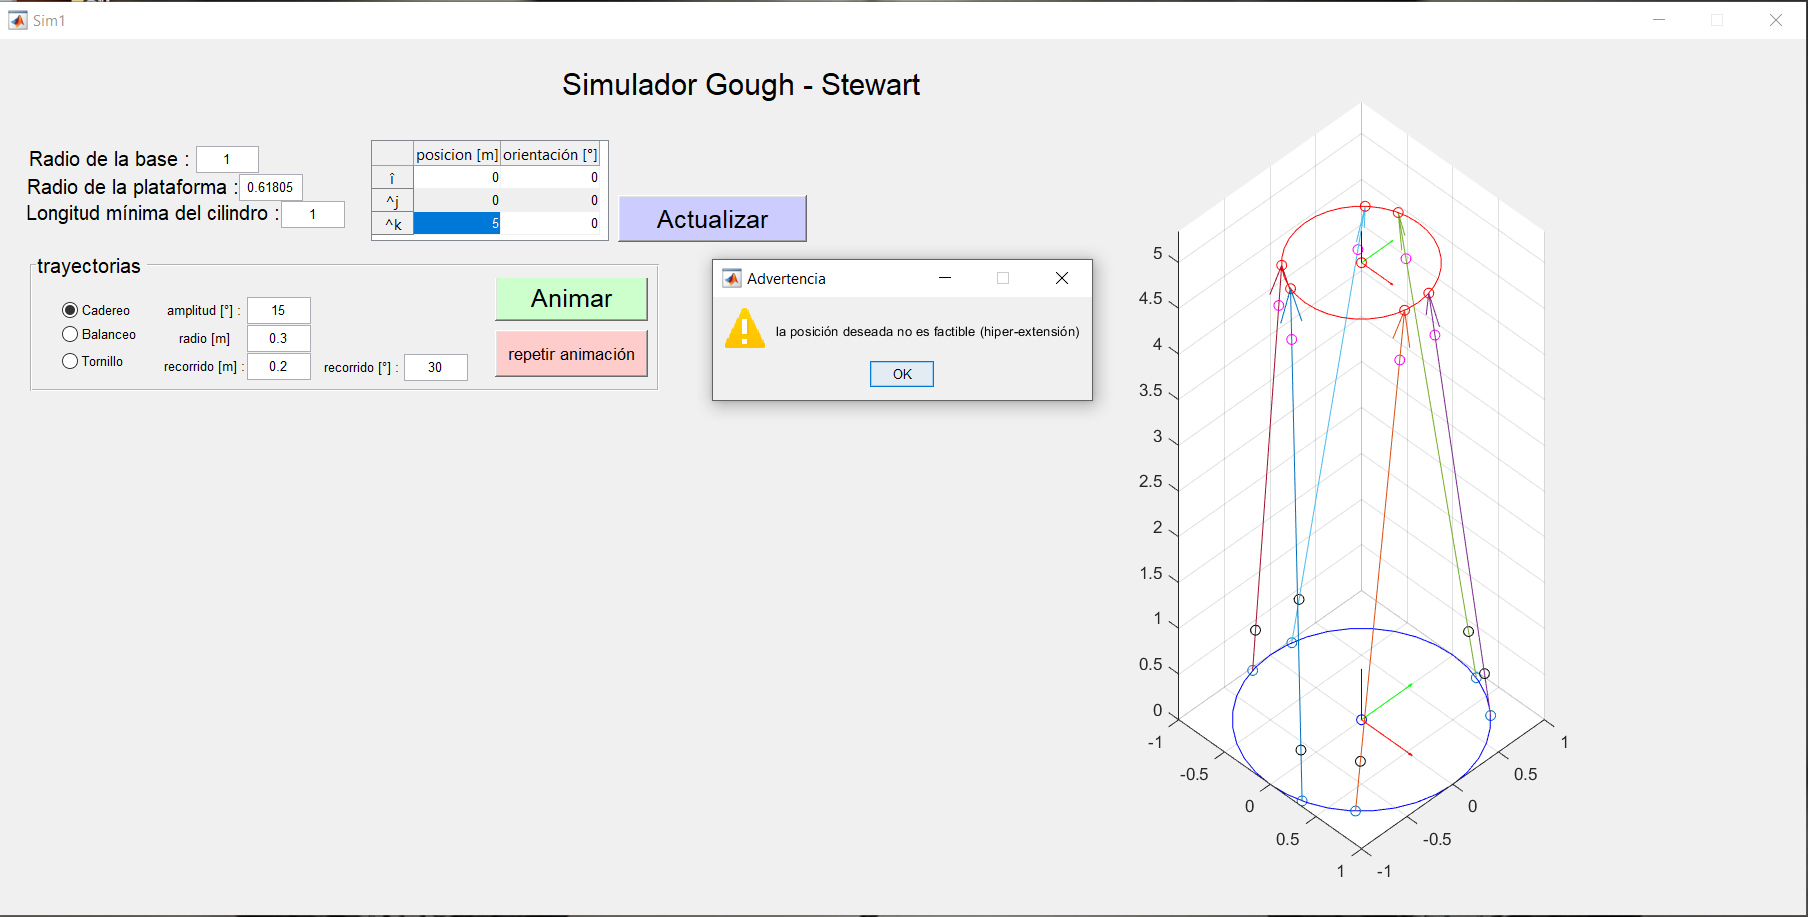 Sim1
Simulador Gough - Stewart
Radio de la base : 1
Radio de la plataforma : 0.61805
Longitud mínima del cilindro : 1
posicion [m] orientación [°]
î 0 0
^j 0 0
^k 5 0
Actualizar
trayectorias
Cadereo
Balanceo
Tornillo
amplitud [°] : 15
radio [m] 0.3
recorrido [m] : 0.2
recorrido [°] : 30
Animar
repetir animación
Advertencia
la posición deseada no es factible (hiper-extensión)
OK
5
4.5
4
3.5
3
2.5
2
1.5
1
0.5
0
-1
-0.5
0
0.5
1
-1
-0.5
0
0.5
1